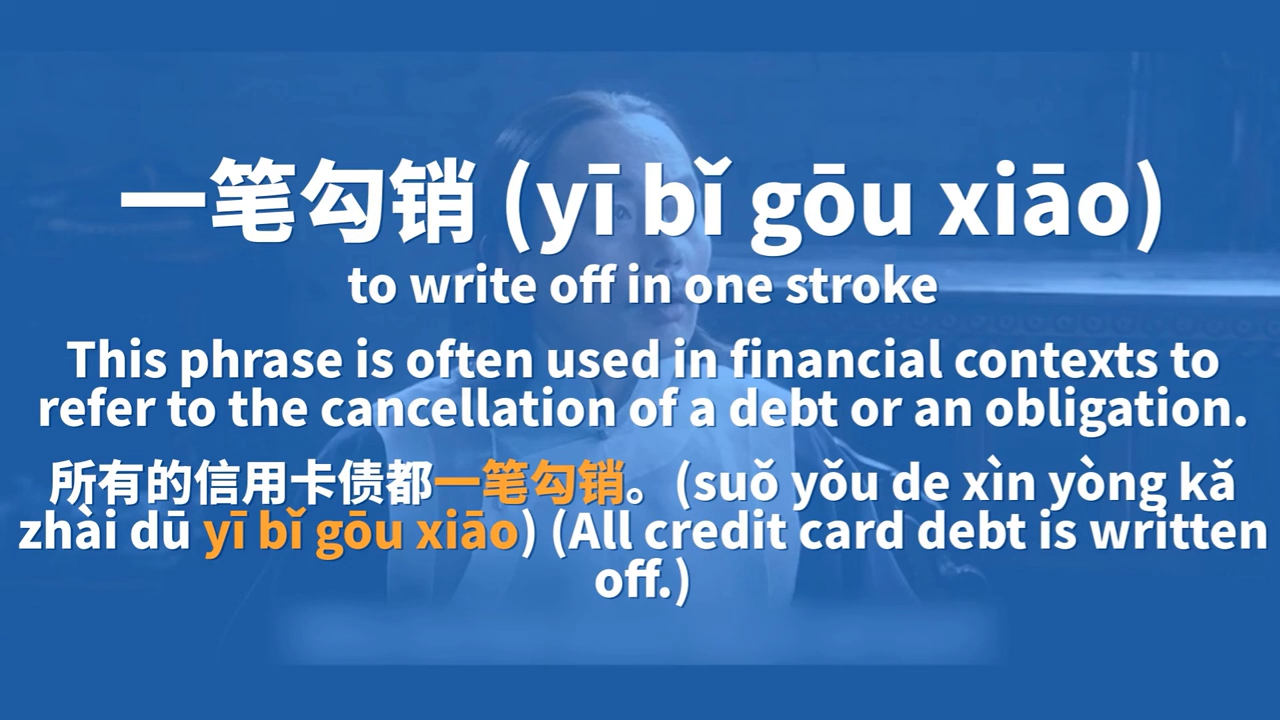 一笔勾销 (yī bǐ gōu xiāo)
to write off in one stroke
This phrase is often used in financial contexts to
refer to the cancellation of a debt or an obligation.
所有的信用卡债都一笔勾销。(suǒ yǒu de xìn yòng kǎ
zhài dū yī bǐ gōu xiāo) (All credit card debt is written
off.)